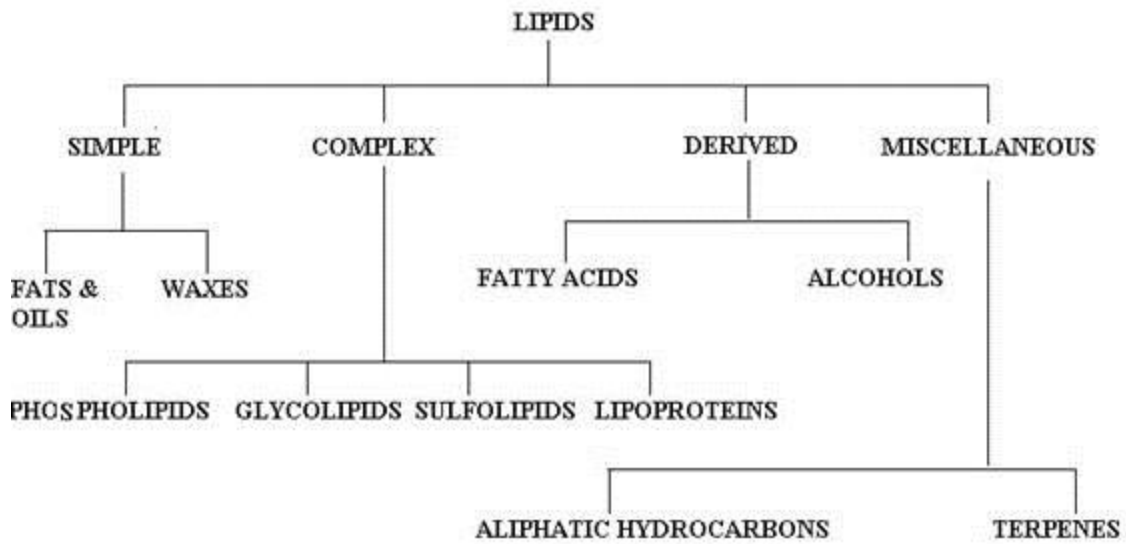 LIPIDS
SIMPLE COMPLEX DERIVED MISCELLANEOUS
FATTY ACIDS ALCOHOLS
FATS & WAXES
OILS
PHOSPHOLIPIDS GLYCOLIPIDS SULFOLIPIDS LIPOPROTEINS
ALIPHATIC HYDROCARBONS TERPENES